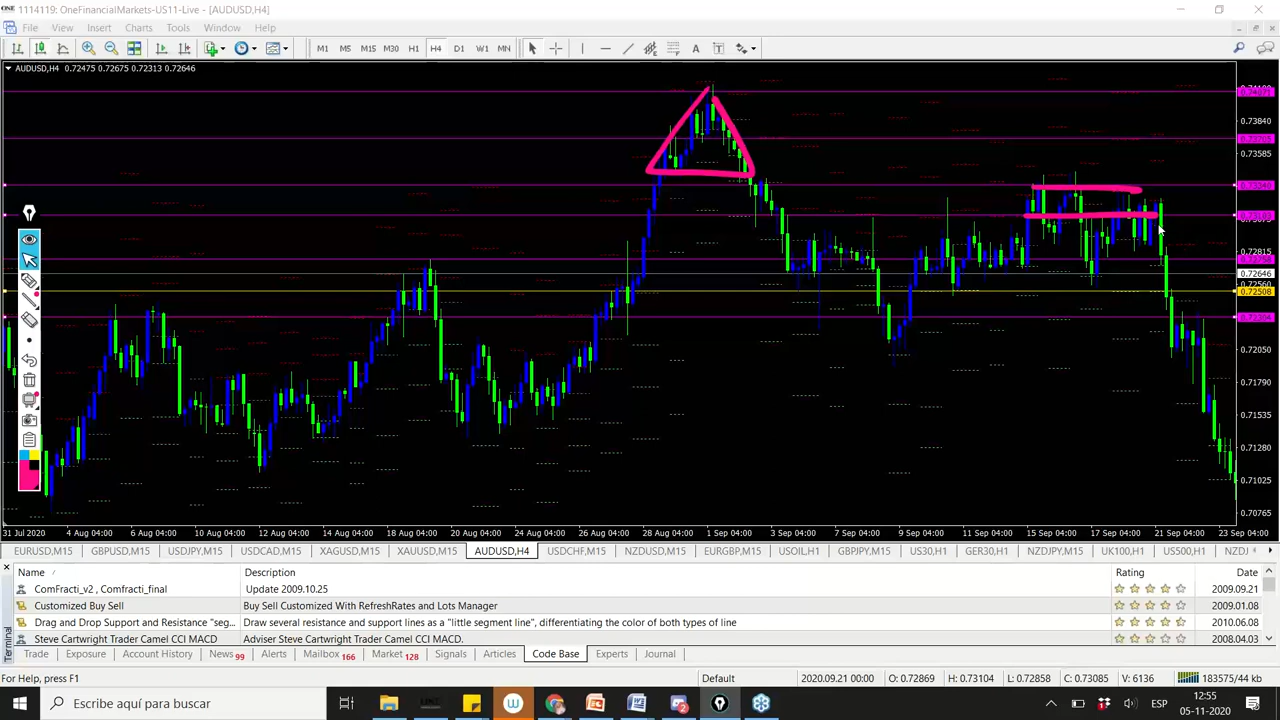 1114119: OneFinancialMarkets-US11-Live - [AUDUSD,H4]
File View Insert Charts Tools Window Help
M1 M5 M15 M30 H1 H4 D1 W1 MN
AUDUSD,H4 0.72475 0.72675 0.72313 0.72646
0.73840
0.73585
0.72815
0.72646
0.72560
0.72508
0.72304
0.72050
0.71790
0.71535
0.71280
0.71025
0.70765
31 Jul 2020 4 Aug 04:00 6 Aug 04:00 10 Aug 04:00 12 Aug 04:00 14 Aug 04:00 18 Aug 04:00 20 Aug 04:00 24 Aug 04:00 26 Aug 04:00 28 Aug 04:00 1 Sep 04:00 3 Sep 04:00 7 Sep 04:00 9 Sep 04:00 11 Sep 04:00 15 Sep 04:00 17 Sep 04:00 21 Sep 04:00 23 Sep 04:00
EURUSD,M15 GBPUSD,M15 USDJPY,M15 USDCAD,M15 XAGUSD,M15 XAUUSD,M15 AUDUSD,H4 USDCHF,M15 NZDUSD,M15 EURGBP,M15 USOIL,H1 GBPJPY,M15 US30,H1 GER30,H1 NZDJPY,M15 UK100,H1 US500,H1 NZDJ
Name Description Rating Date
ComFracti_v2 , Comfracti_final Update 2009.10.25 2009.09.21
Customized Buy Sell Buy Sell Customized With RefreshRates and Lots Manager 2009.01.08
Drag and Drop Support and Resistance "seg... Draw several resistance and support lines as a "little segment line", differentiating the color of both types of line 2010.06.08
Steve Cartwright Trader Camel CCI MACD Adviser Steve Cartwright Trader Camel CCI MACD. 2008.04.03
Terminal
Trade Exposure Account History News 99 Alerts Mailbox 166 Market 128 Signals Articles Code Base Experts Journal
For Help, press F1 Default 2020.09.21 00:00 O: 0.72869 H: 0.73104 L: 0.72858 C: 0.73085 V: 6136 183575/44 kb
Escribe aquí para buscar
ESP
12:55
05-11-2020